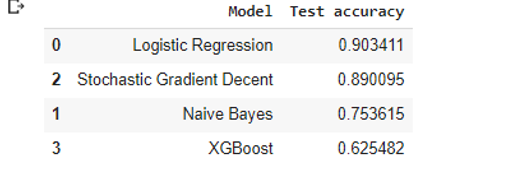 Model Test accuracy
0 Logistic Regression 0.903411
2 Stochastic Gradient Decent 0.890095
1 Naive Bayes 0.753615
3 XGBoost 0.625482